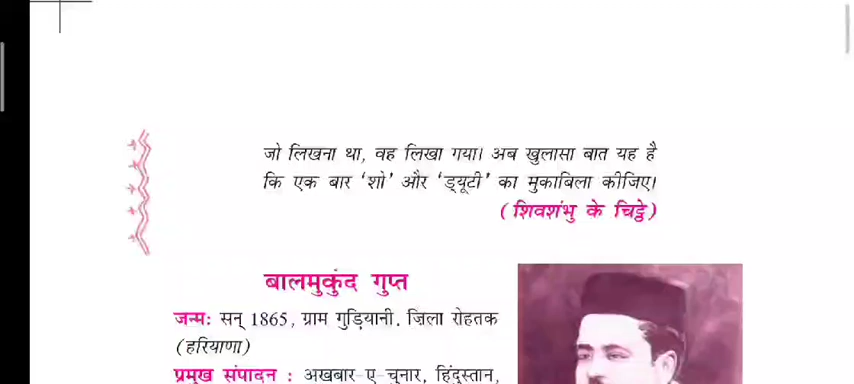 जो लिखना था, वह लिखा गया। अब खुलासा बात यह है
कि एक बार ‘शो’ और ‘ड्यूटी’ का मुकाबिला कीजिए।
(शिवशंभु के चिट्ठे)
बालमुकुंद गुप्त
जन्म: सन् 1865, ग्राम गुड़ियानी, ज़िला रोहतक
(हरियाणा)
प्रमुख संपादन : अखबार-ए-चुनार, हिंदुस्तान,